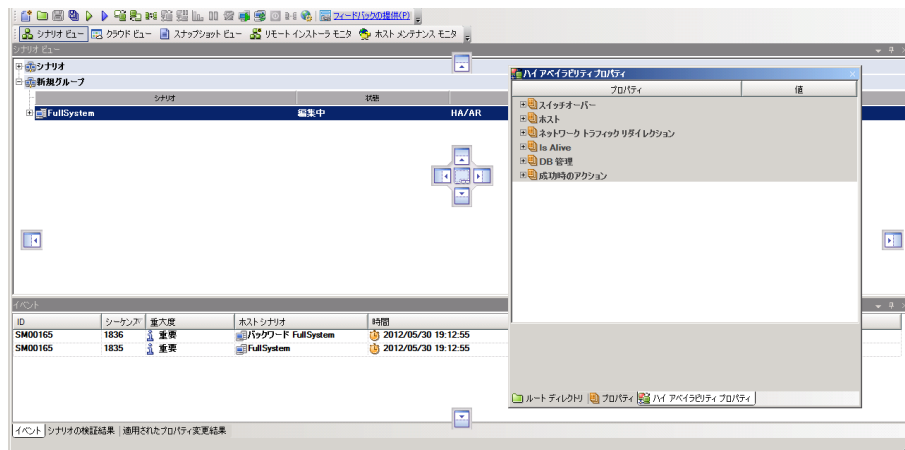 フィードバックの提供(P)
シナリオ ビュー クラウド ビュー スナップショット ビュー リモート インストーラ モニタ ホスト メンテナンス モニタ
シナリオ ビュー
シナリオ
新規グループ
シナリオ 状態
FullSystem 編集中 HA/AR
ハイ アベイラビリティ プロパティ
プロパティ 値
スイッチオーバー
ホスト
ネットワーク トラフィック リダイレクション
Is Alive
DB 管理
成功時のアクション
ルート ディレクトリ プロパティ ハイ アベイラビリティ プロパティ
イベント
ID シーケンス 重大度 ホスト シナリオ 時間
SM00165 1836 重要 バックワード FullSystem 2012/05/30 19:12:55
SM00165 1835 重要 FullSystem 2012/05/30 19:12:55
イベント シナリオの検証結果 適用されたプロパティ変更結果